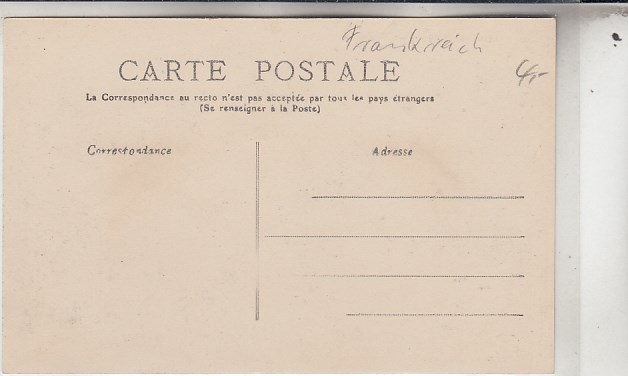 Frankreich
4,-
CARTE POSTALE
La Correspondance au recto n'est pas acceptée par tous les pays étrangers
(Se renseigner à la Poste)
Correspondance
Adresse